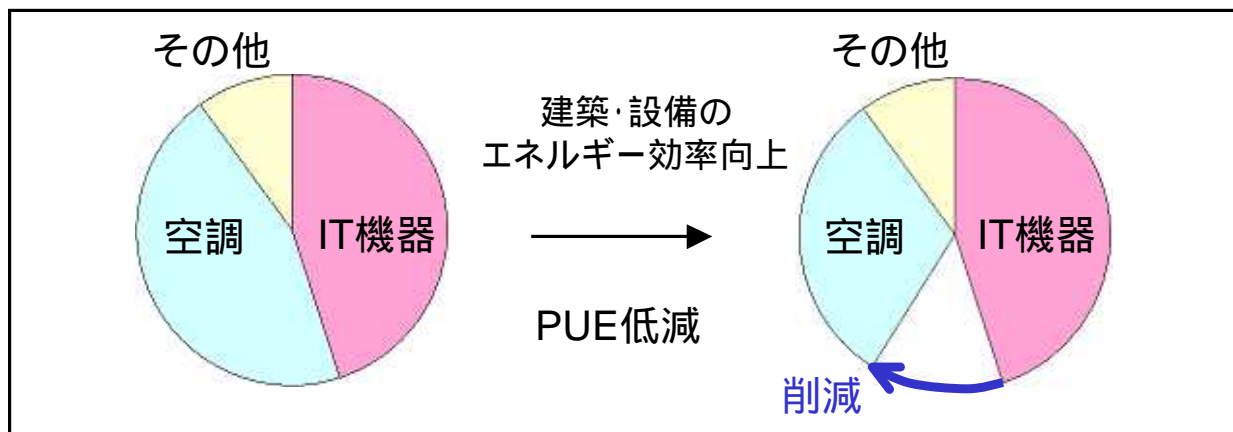 その他
空調
IT機器
建築・設備の
エネルギー効率向上
PUE低減
その他
空調
IT機器
削減